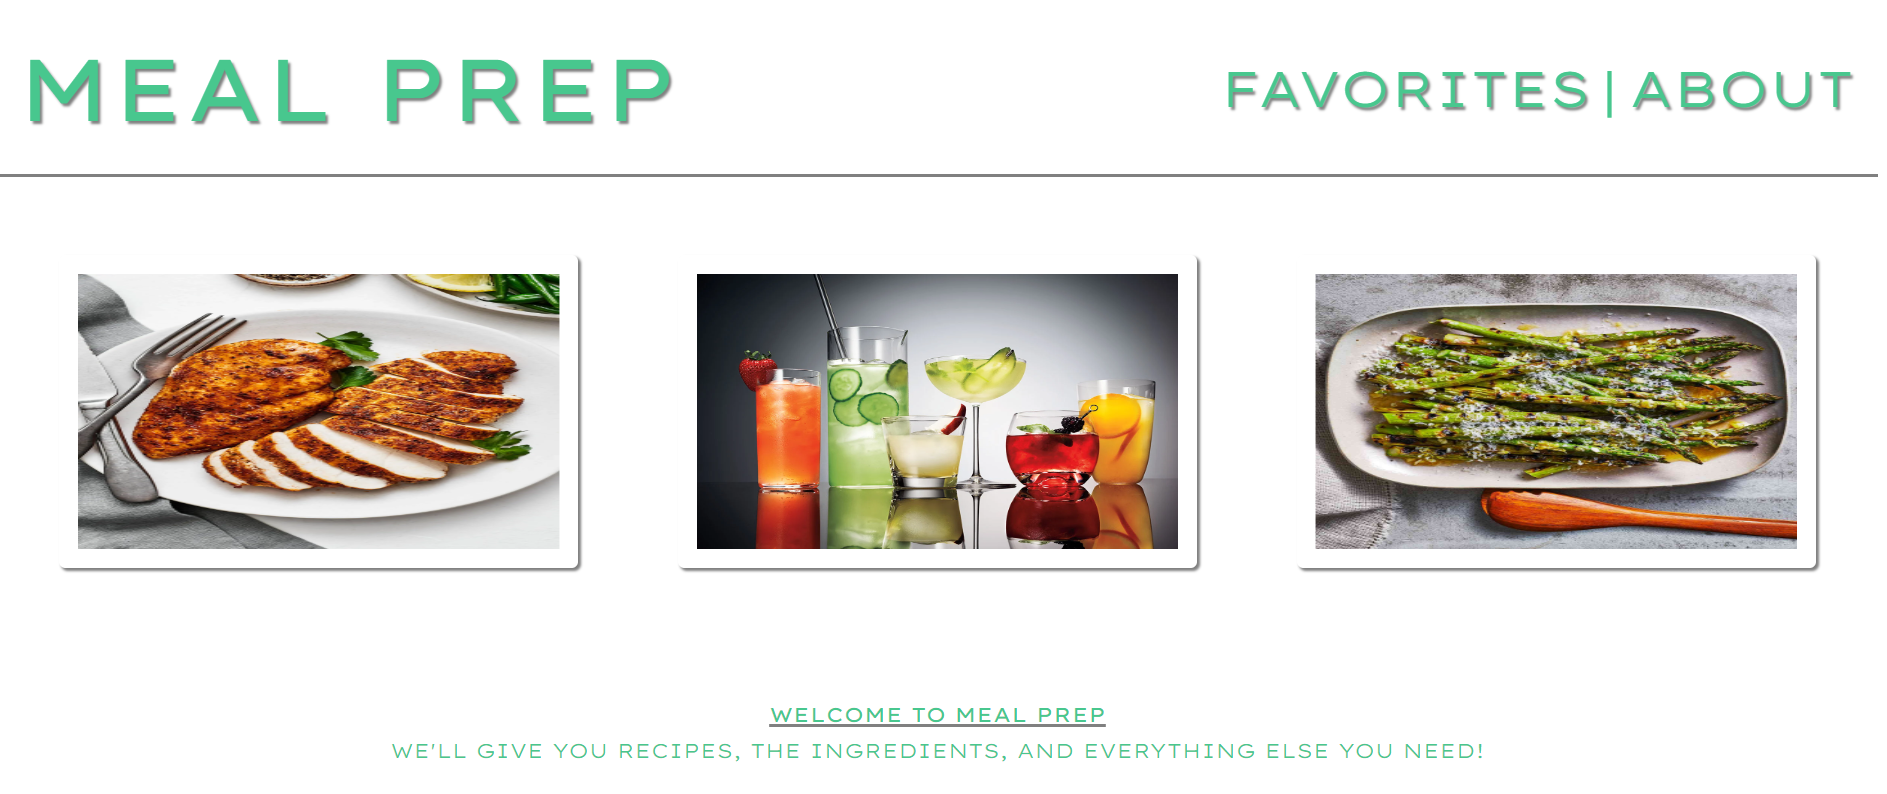 MEAL PREP
FAVORITES | ABOUT
WELCOME TO MEAL PREP
WE'LL GIVE YOU RECIPES, THE INGREDIENTS, AND EVERYTHING ELSE YOU NEED!